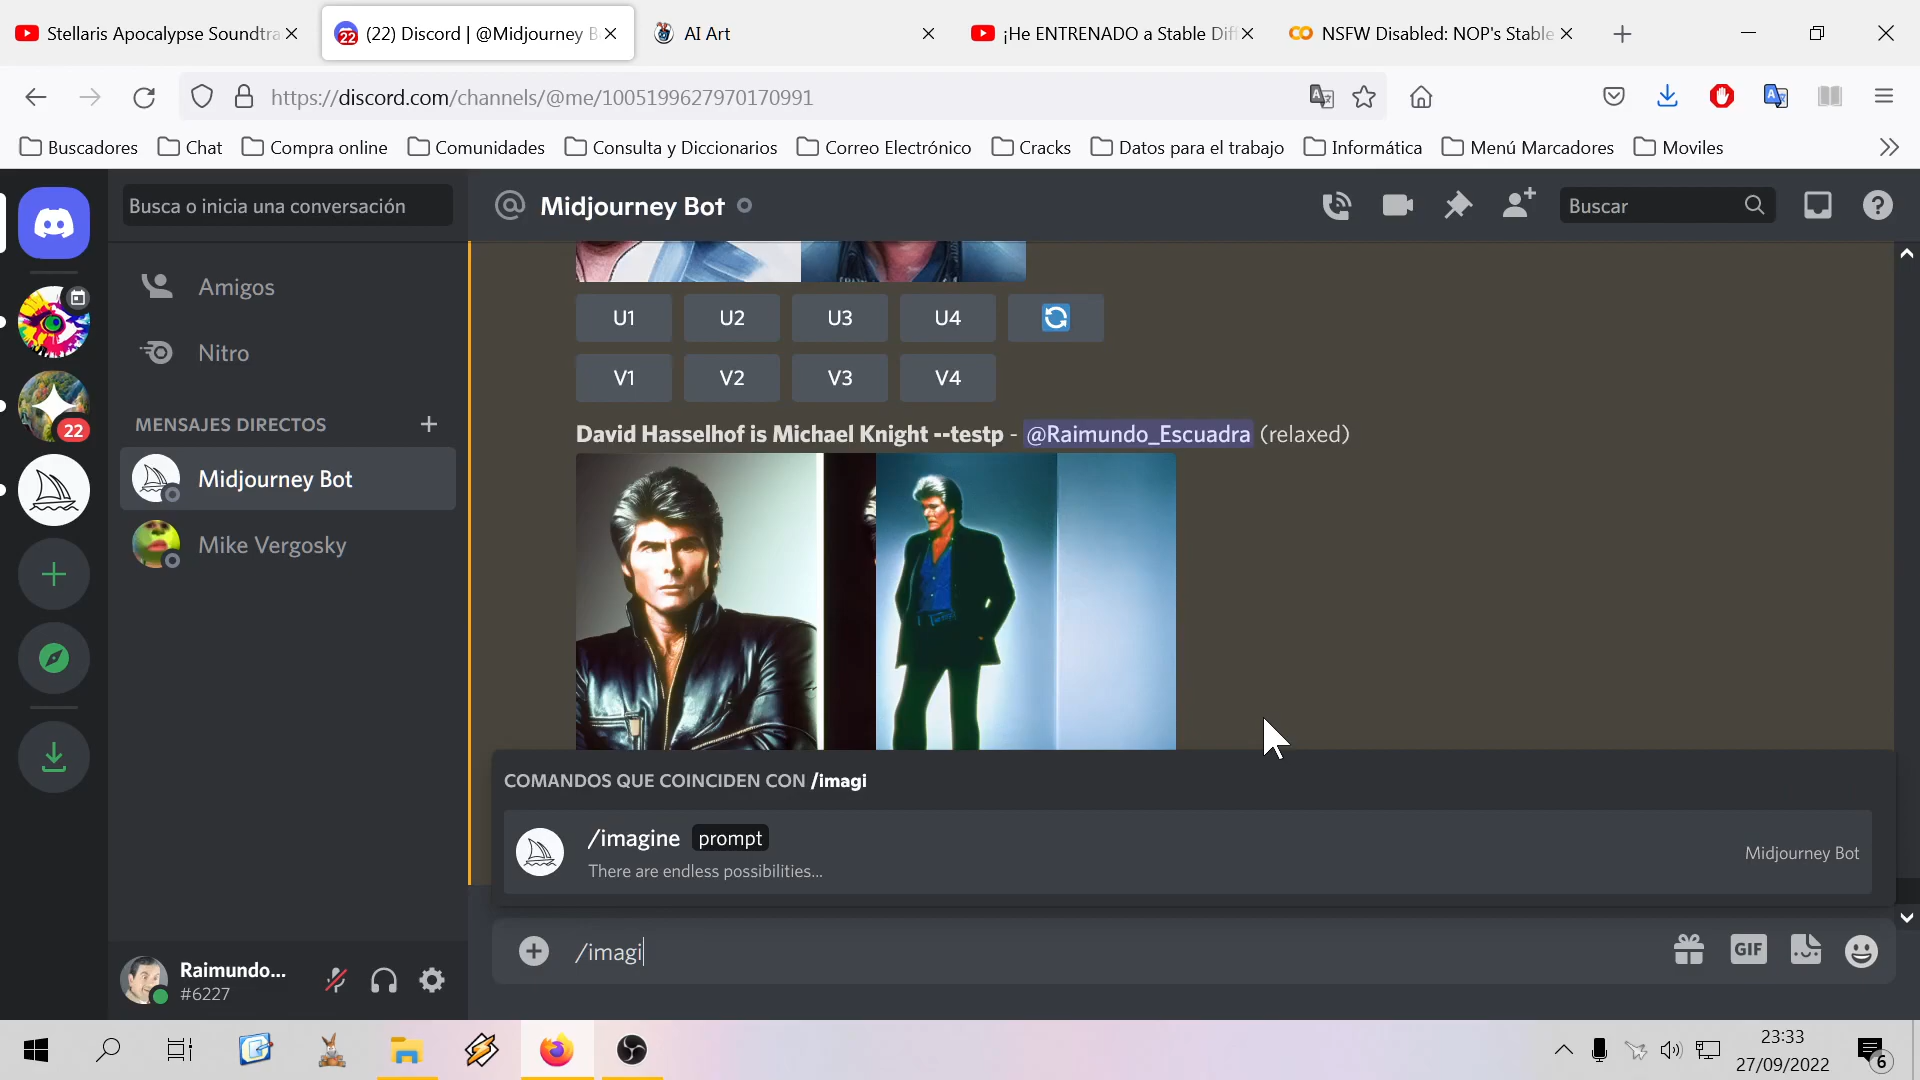 Stellaris Apocalypse Soundtra
(22) Discord | @Midjourney B
AI Art
¡He ENTRENADO a Stable Diff
NSFW Disabled: NOP's Stable
https://discord.com/channels/@me/1005199627970170991
Buscadores
Chat
Compra online
Comunidades
Consulta y Diccionarios
Correo Electrónico
Cracks
Datos para el trabajo
Informática
Menú Marcadores
Moviles
Busca o inicia una conversación
Midjourney Bot
Buscar
Amigos
Nitro
MENSAJES DIRECTOS
Midjourney Bot
Mike Vergosky
22
U1
U2
U3
U4
V1
V2
V3
V4
David Hasselhof is Michael Knight --testp - @Raimundo_Escuadra (relaxed)
COMANDOS QUE COINCIDEN CON /imagi
/imagine prompt
There are endless possibilities...
Midjourney Bot
/imagi
GIF
Raimundo...
#6227
23:33
27/09/2022
6